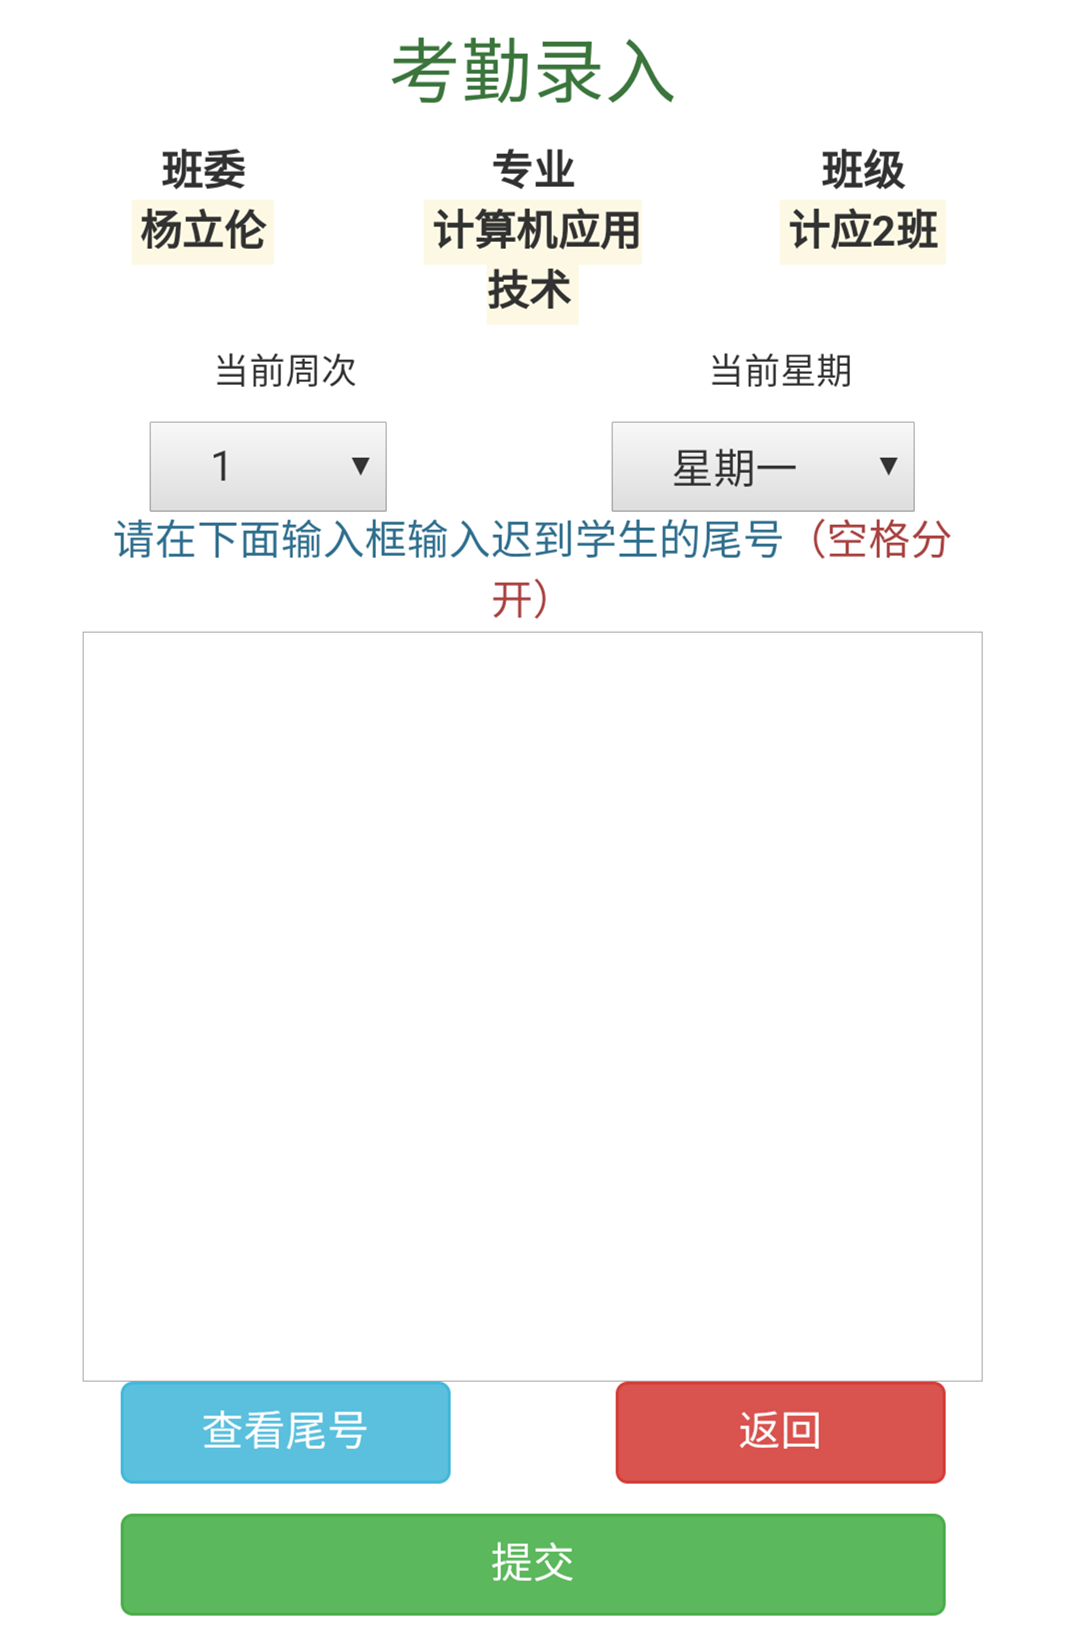 考勤录入
班委 专业 班级
杨立伦 计算机应用 计应2班
技术
当前周次 当前星期
1 ▼ 星期一 ▼
请在下面输入框输入迟到学生的尾号（空格分
开）
查看尾号 返回
提交